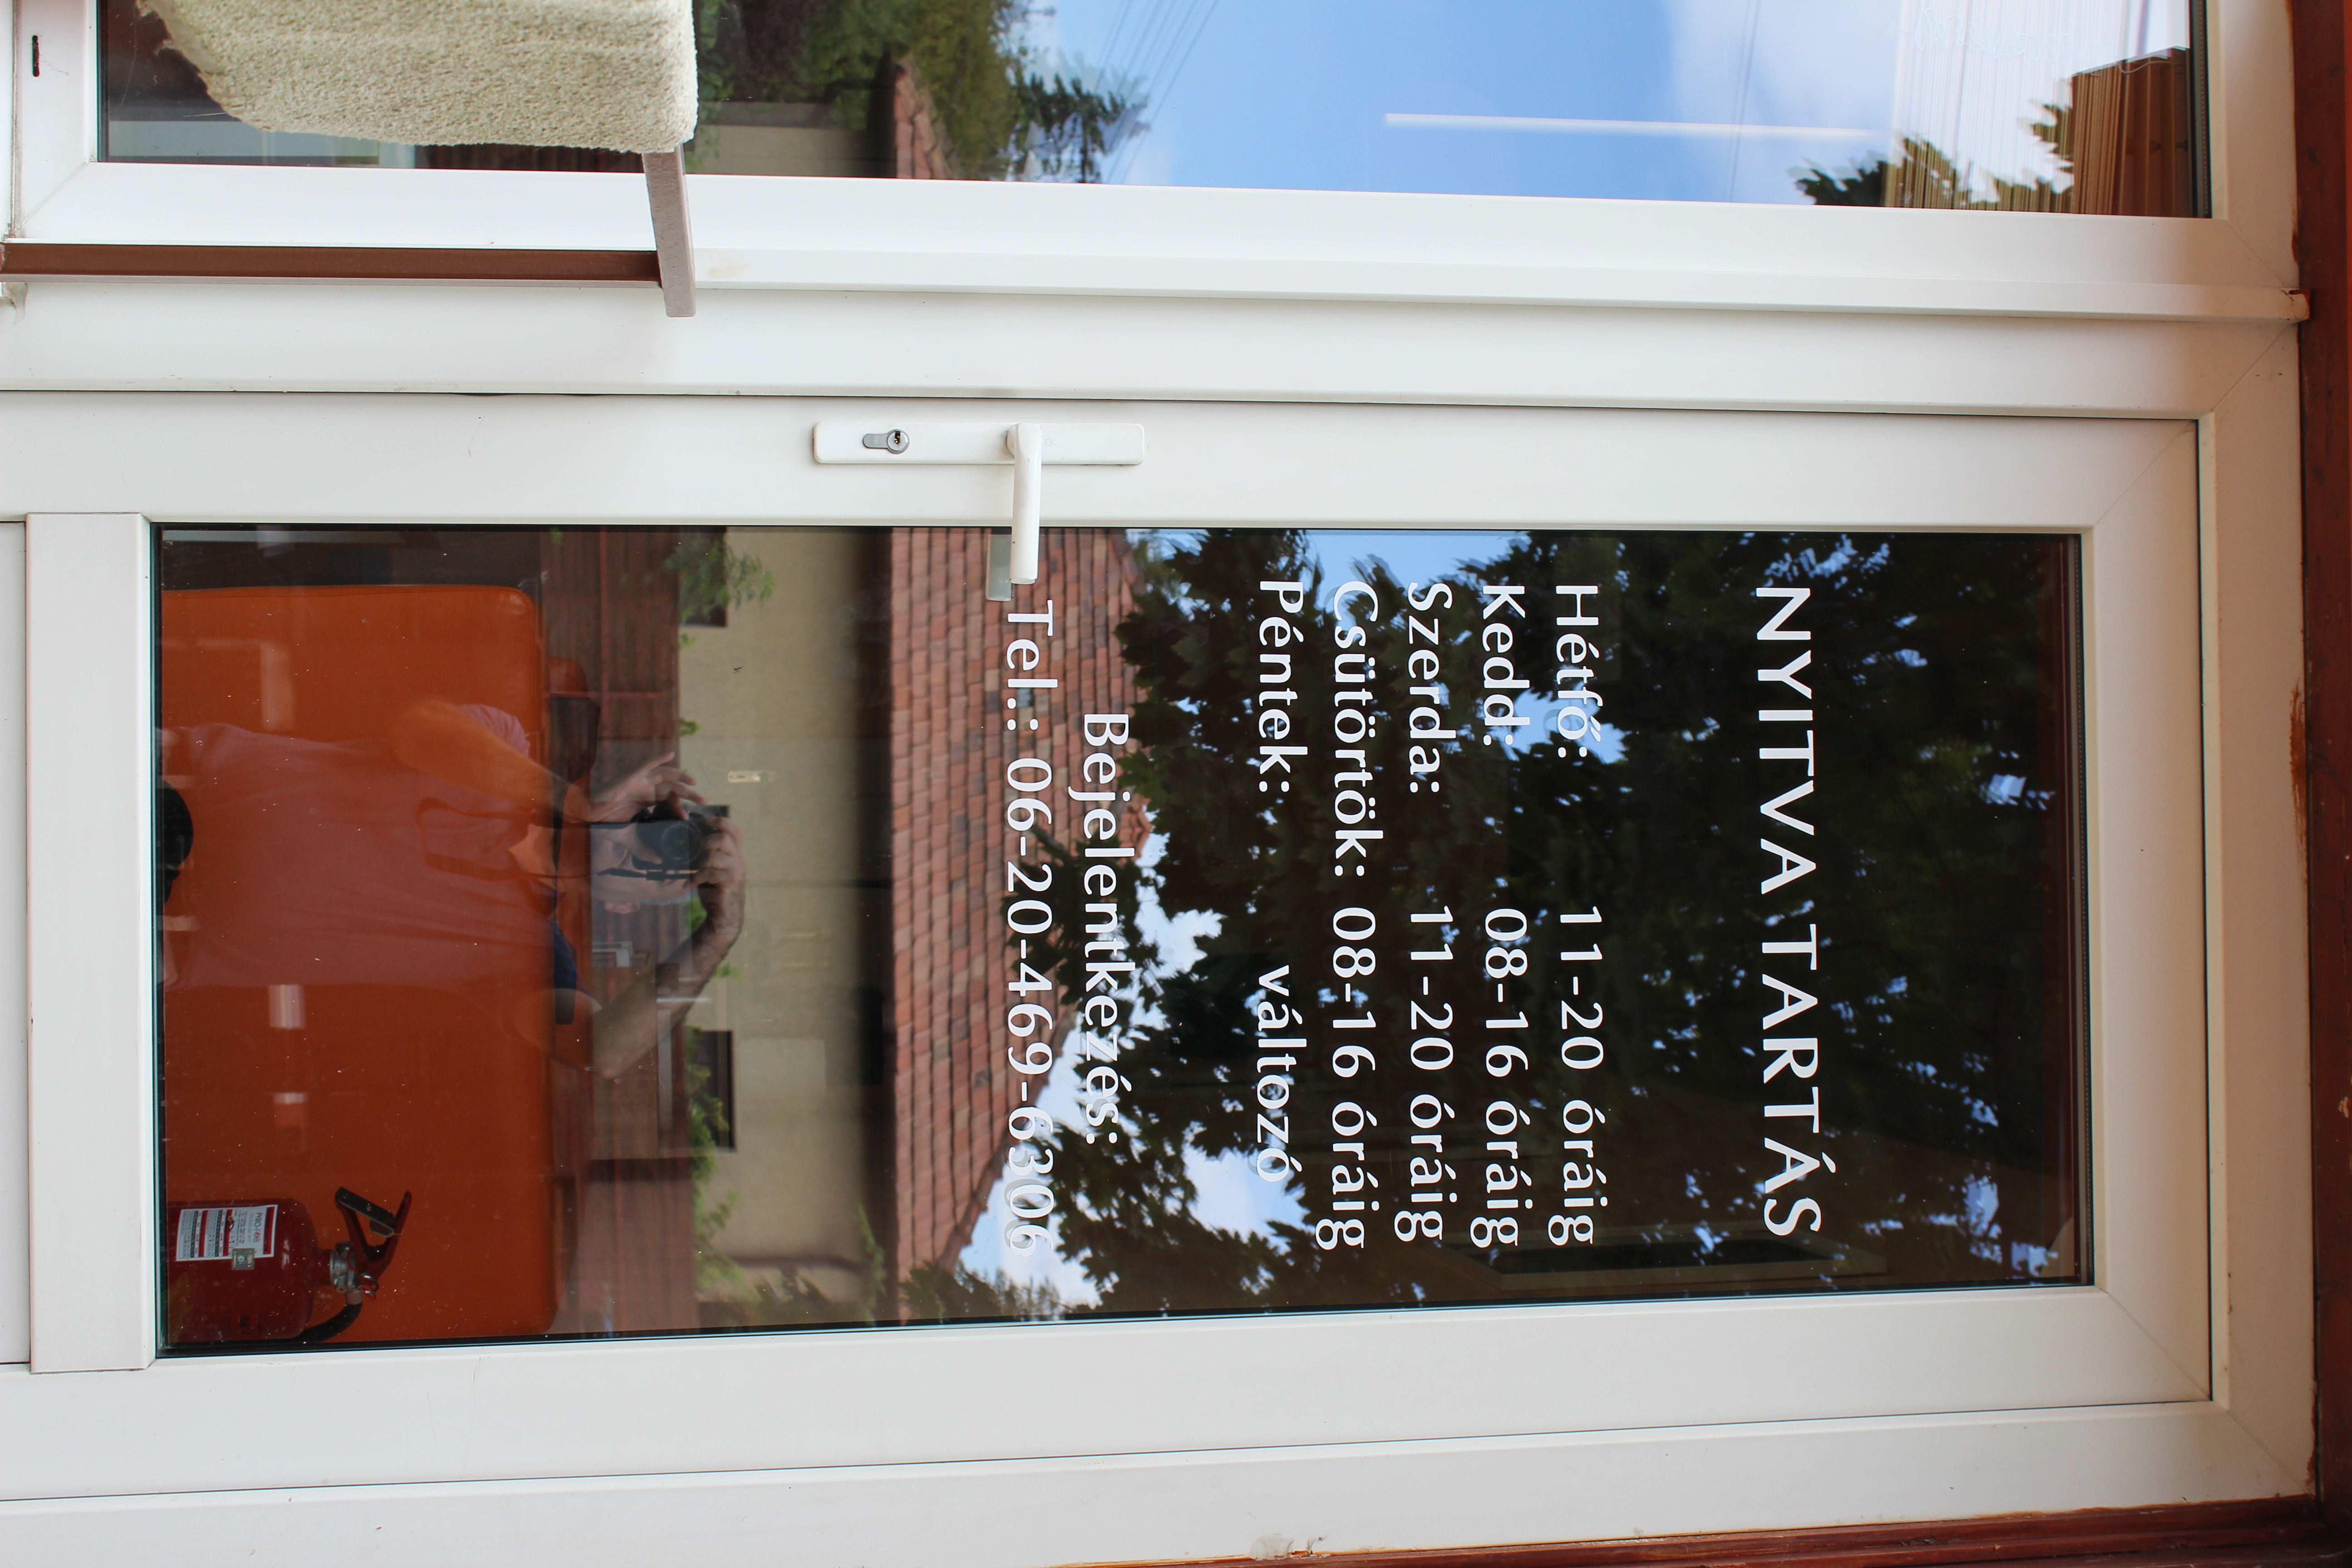 NYITVA TARTÁS
Hétfő: 11-20 óráig
Kedd: 08-16 óráig
Szerda: 11-20 óráig
Csütörtök: 08-16 óráig
Péntek: változó
Bejelentkezés:
Tel.: 06-20-469-6306